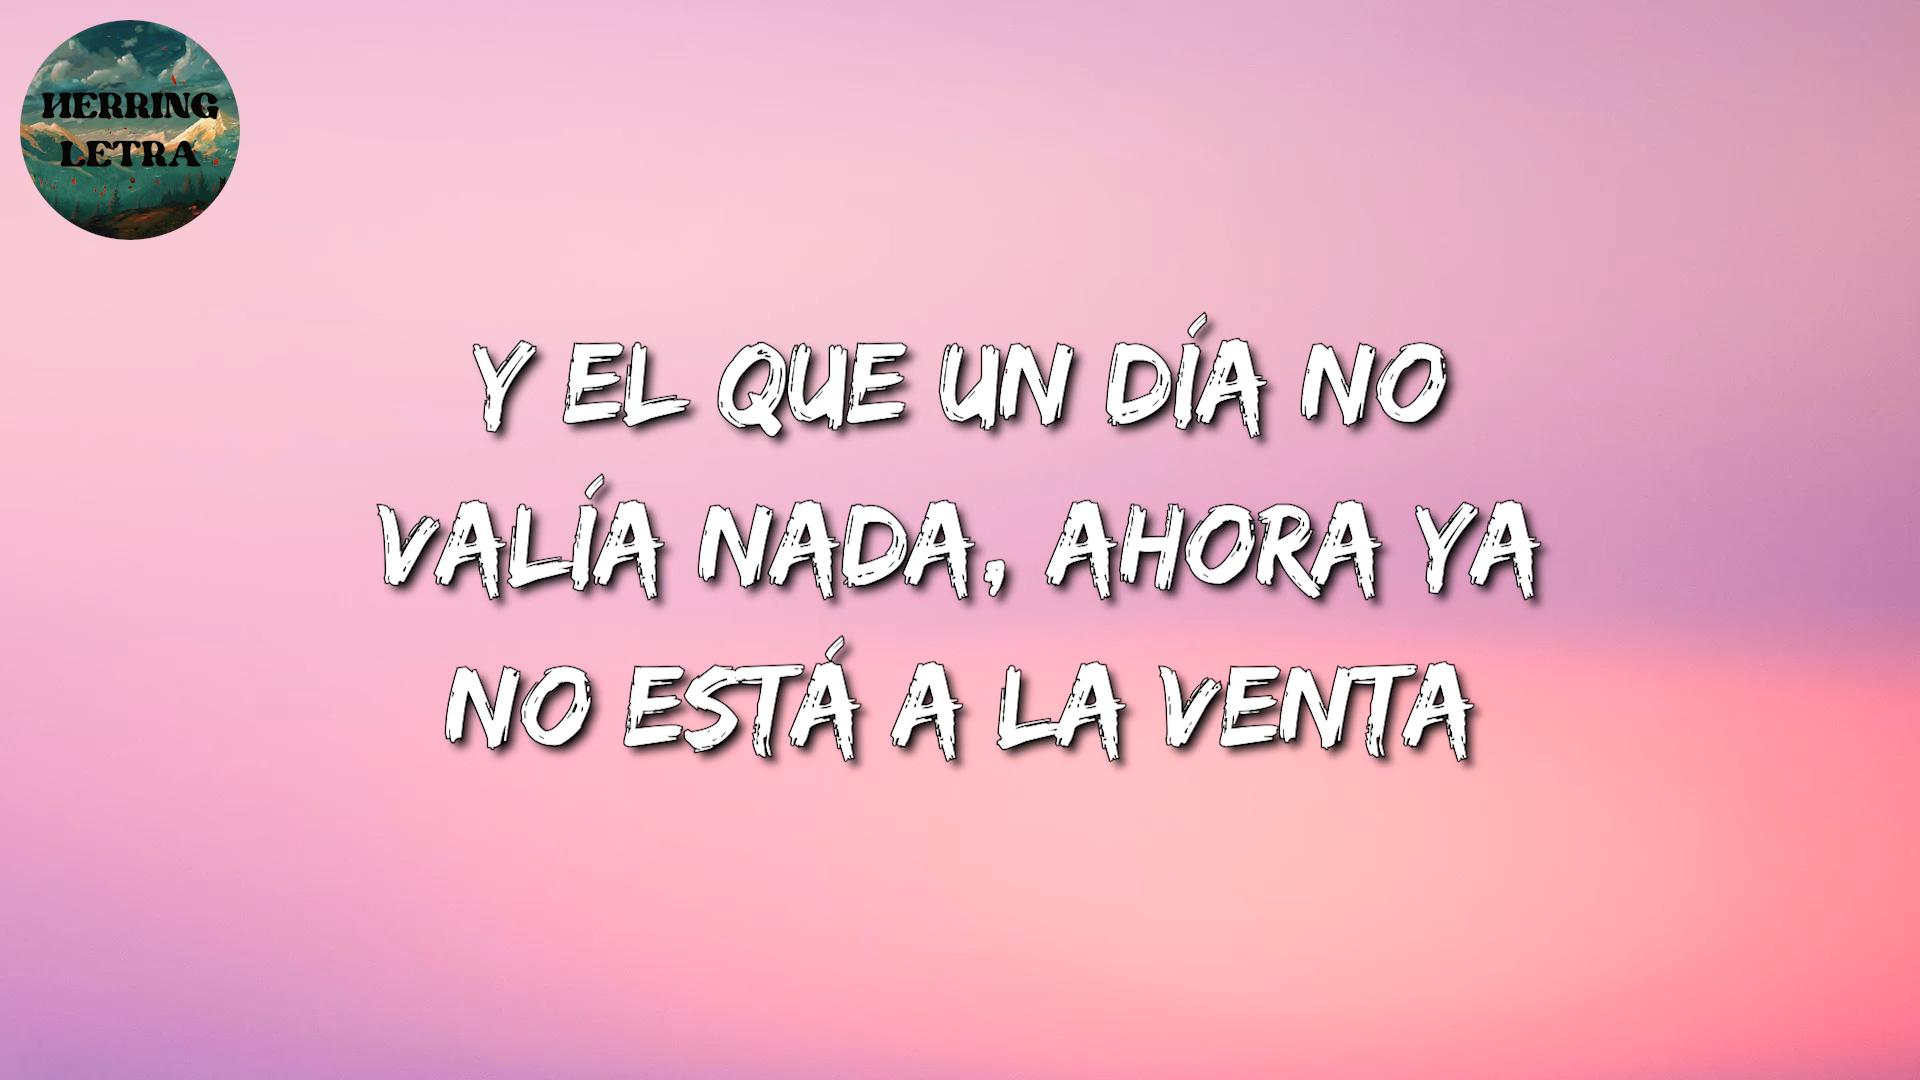 HERRING
LETRA
Y EL QUE UN DÍA NO
VALÍA NADA, AHORA YA
NO ESTÁ A LA VENTA